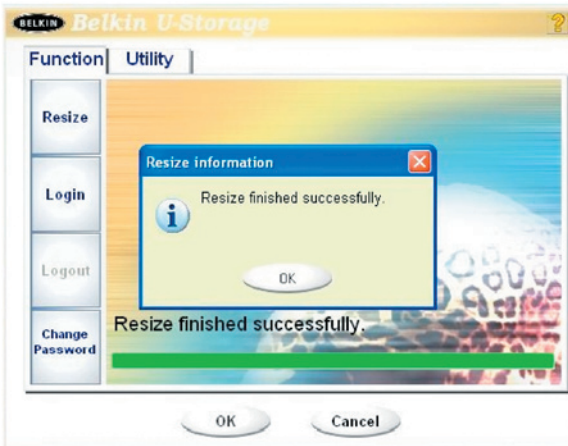 BELKIN Belkin U-Storage ?
Function Utility
Resize
Login
Logout
Change
Password
Resize information
Resize finished successfully.
OK
Resize finished successfully.
OK Cancel